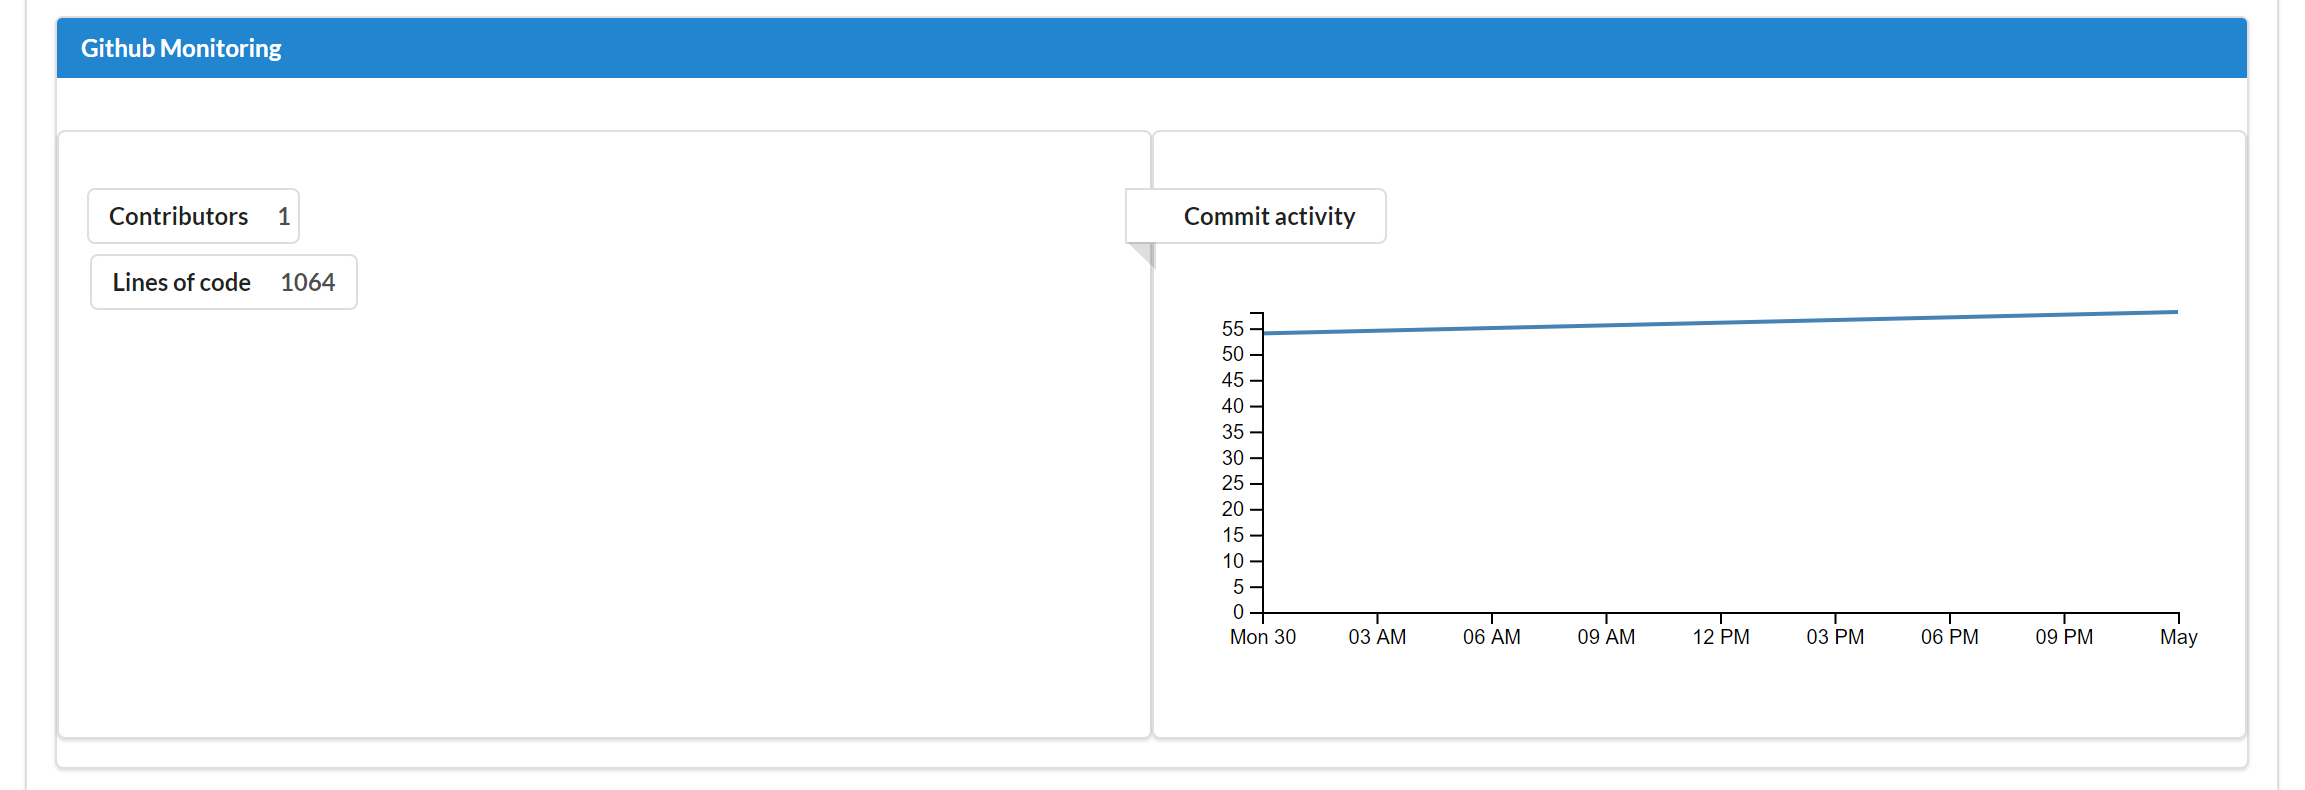 Github Monitoring
Contributors 1
Lines of code 1064
Commit activity
55
50
45
40
35
30
25
20
15
10
5
0
Mon 30 03 AM 06 AM 09 AM 12 PM 03 PM 06 PM 09 PM May